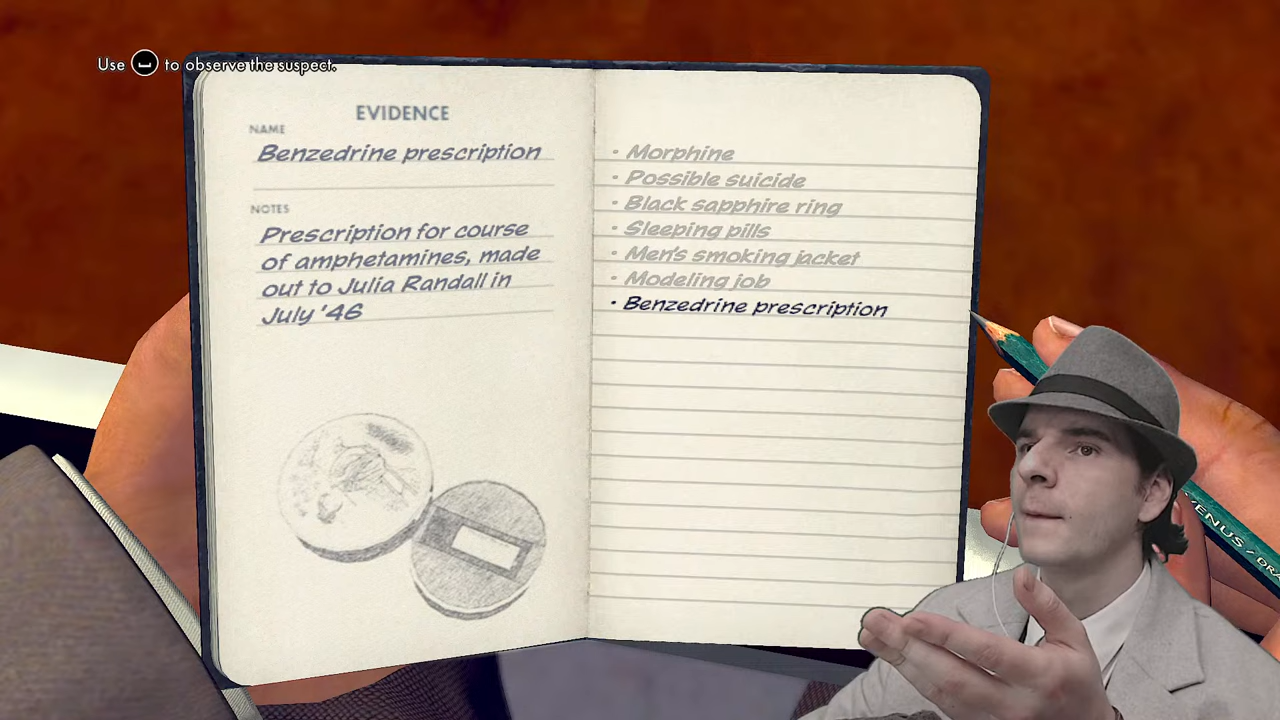 Use to observe the suspect.
EVIDENCE
NAME
Benzedrine prescription
NOTES
Prescription for course
of amphetamines, made
out to Julia Randall in
July '46
• Morphine
• Possible suicide
• Black sapphire ring
• Sleeping pills
• Men's smoking jacket
• Modeling job
• Benzedrine prescription
VENUS / DRA